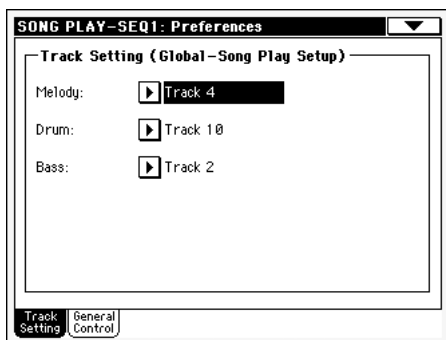 SONG PLAY-SEQ1: Preferences
Track Setting (Global-Song Play Setup)
Melody: Track 4
Drum: Track 10
Bass: Track 2
Track Setting
General Control